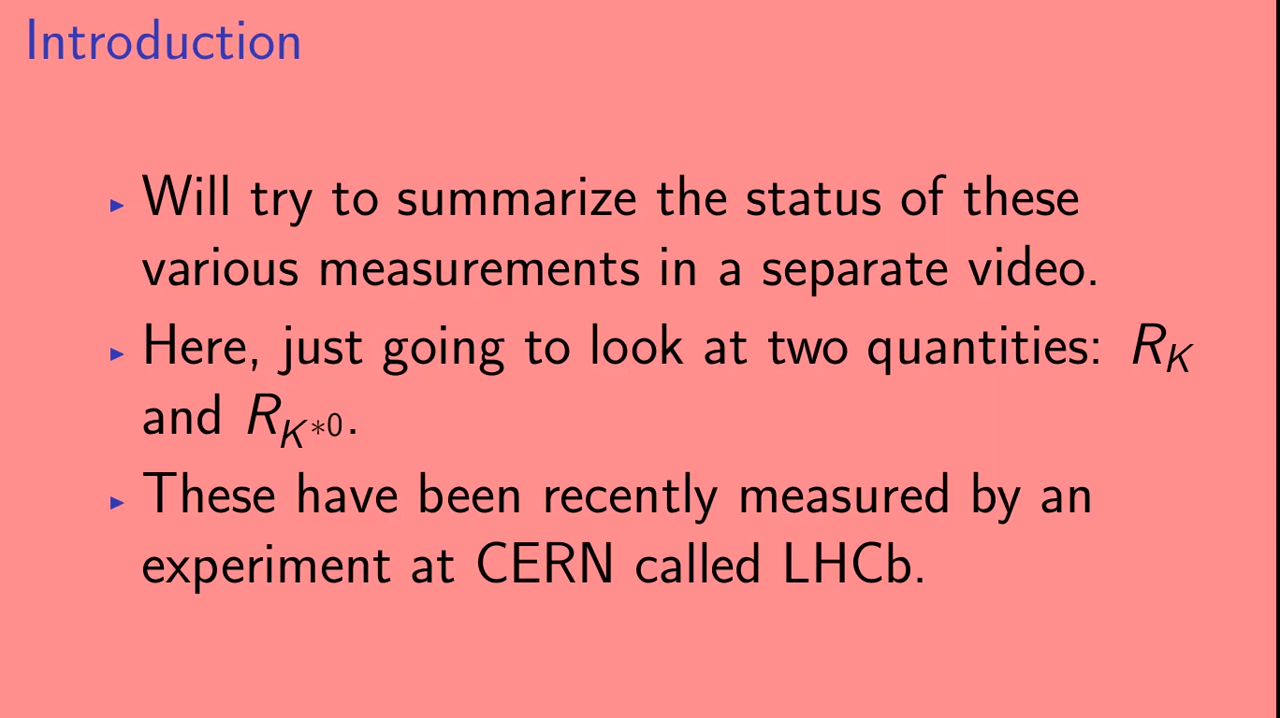 Introduction
▸ Will try to summarize the status of these
various measurements in a separate video.
▸ Here, just going to look at two quantities: R_K
and R_{K^{*0}}.
▸ These have been recently measured by an
experiment at CERN called LHCb.